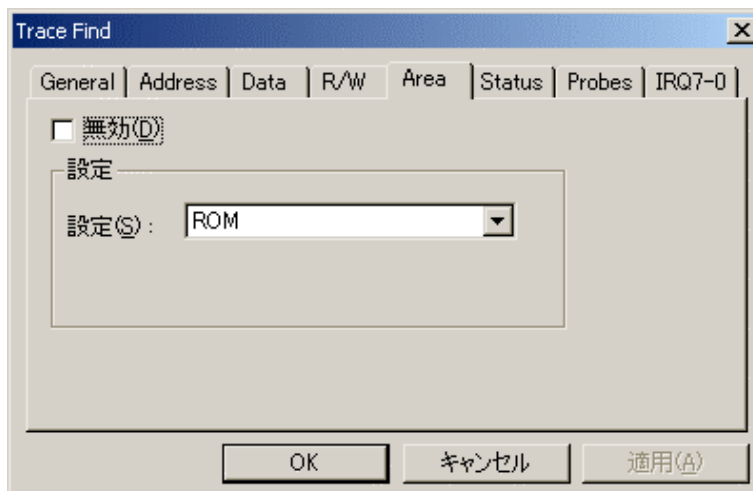 Trace Find
General Address Data R/W Area Status Probes IRQ7-0
無効(D)
設定
設定(S): ROM
OK キャンセル 適用(A)